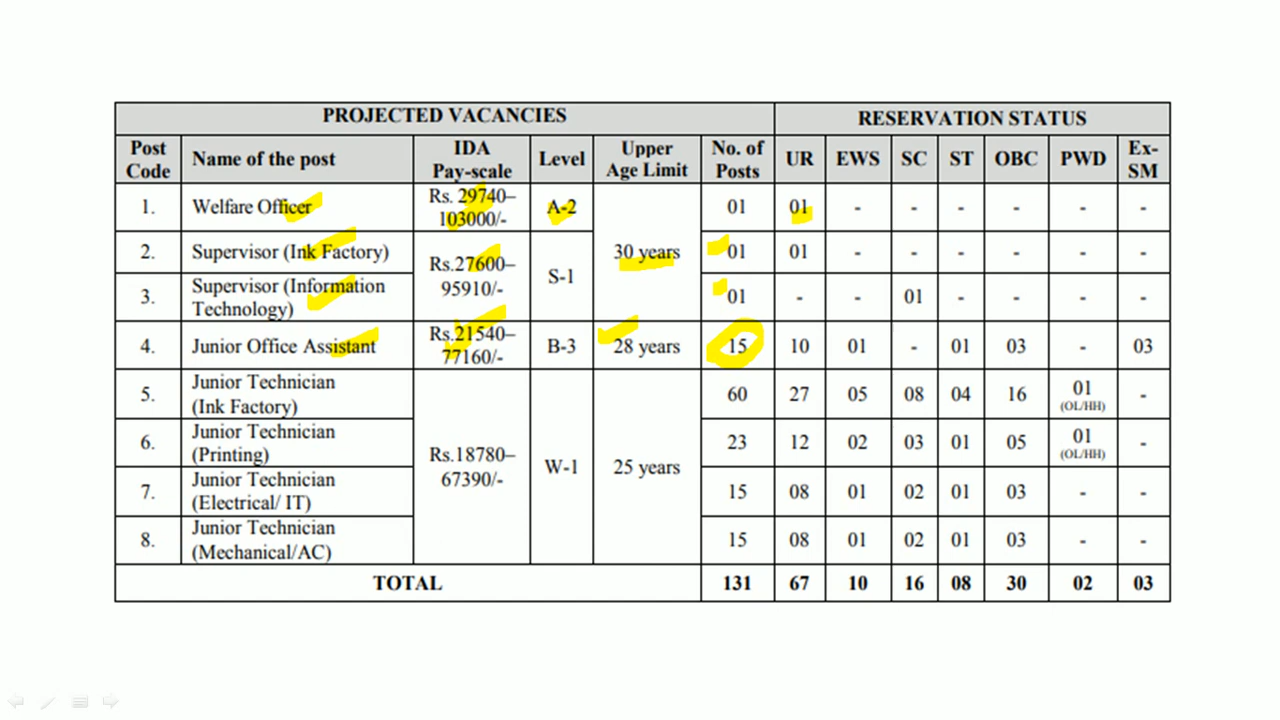 PROJECTED VACANCIES RESERVATION STATUS
Post Code Name of the post IDA Pay-scale Level Upper Age Limit No. of Posts UR EWS SC ST OBC PWD Ex-SM
1. Welfare Officer Rs. 29740–103000/- A-2 30 years 01 01 - - - - - -
2. Supervisor (Ink Factory) Rs.27600–95910/- S-1 01 01 - - - - - -
3. Supervisor (Information Technology) 01 - - 01 - - - -
4. Junior Office Assistant Rs.21540–77160/- B-3 28 years 15 10 01 - 01 03 - 03
5. Junior Technician (Ink Factory) Rs.18780–67390/- W-1 25 years 60 27 05 08 04 16 01 (OL/HH) -
6. Junior Technician (Printing) 23 12 02 03 01 05 01 (OL/HH) -
7. Junior Technician (Electrical/ IT) 15 08 01 02 01 03 - -
8. Junior Technician (Mechanical/AC) 15 08 01 02 01 03 - -
TOTAL 131 67 10 16 08 30 02 03